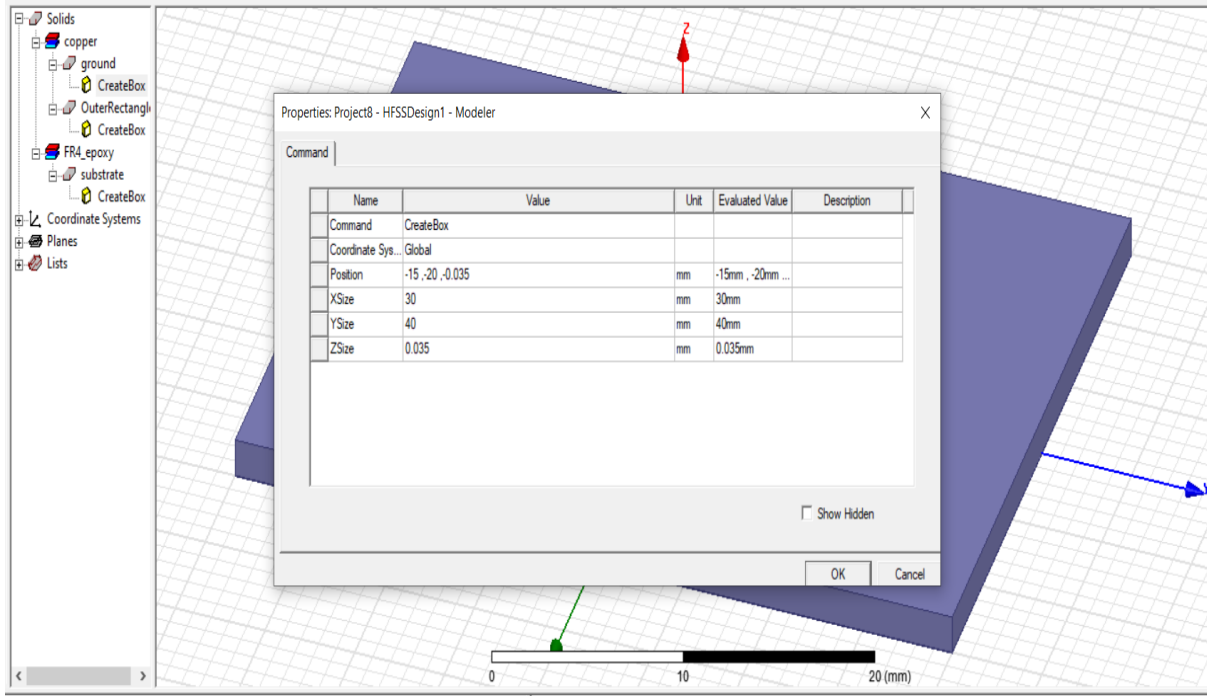 Solids
copper
ground
CreateBox
OuterRectangl
CreateBox
FR4_epoxy
substrate
CreateBox
Coordinate Systems
Planes
Lists
Z
Properties: Project8 - HFSSDesign1 - Modeler
Command
Name Value Unit Evaluated Value Description
Command CreateBox
Coordinate Sys... Global
Position -15 ,-20 ,-0.035 mm -15mm , -20mm ...
XSize 30 mm 30mm
YSize 40 mm 40mm
ZSize 0.035 mm 0.035mm
Show Hidden
OK Cancel
0 10 20 (mm)